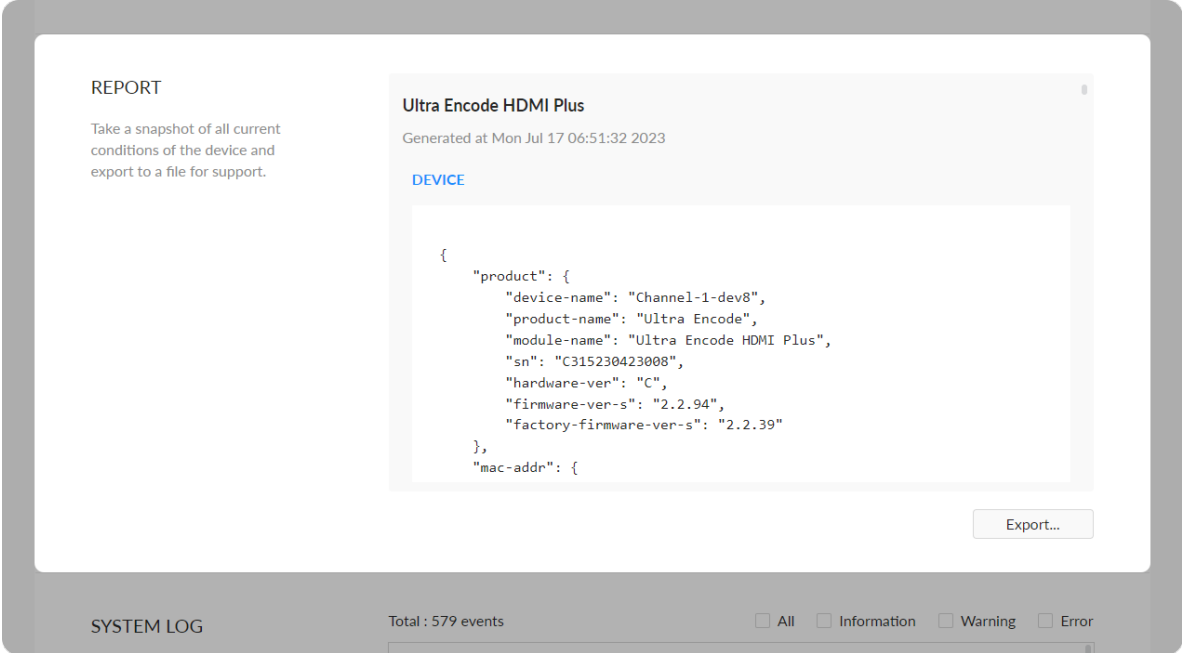 REPORT
Take a snapshot of all current
conditions of the device and
export to a file for support.
Ultra Encode HDMI Plus
Generated at Mon Jul 17 06:51:32 2023
DEVICE
{
"product": {
"device-name": "Channel-1-dev8",
"product-name": "Ultra Encode",
"module-name": "Ultra Encode HDMI Plus",
"sn": "C315230423008",
"hardware-ver": "C",
"firmware-ver-s": "2.2.94",
"factory-firmware-ver-s": "2.2.39"
},
"mac-addr": {
Export...
SYSTEM LOG
Total : 579 events
All
Information
Warning
Error